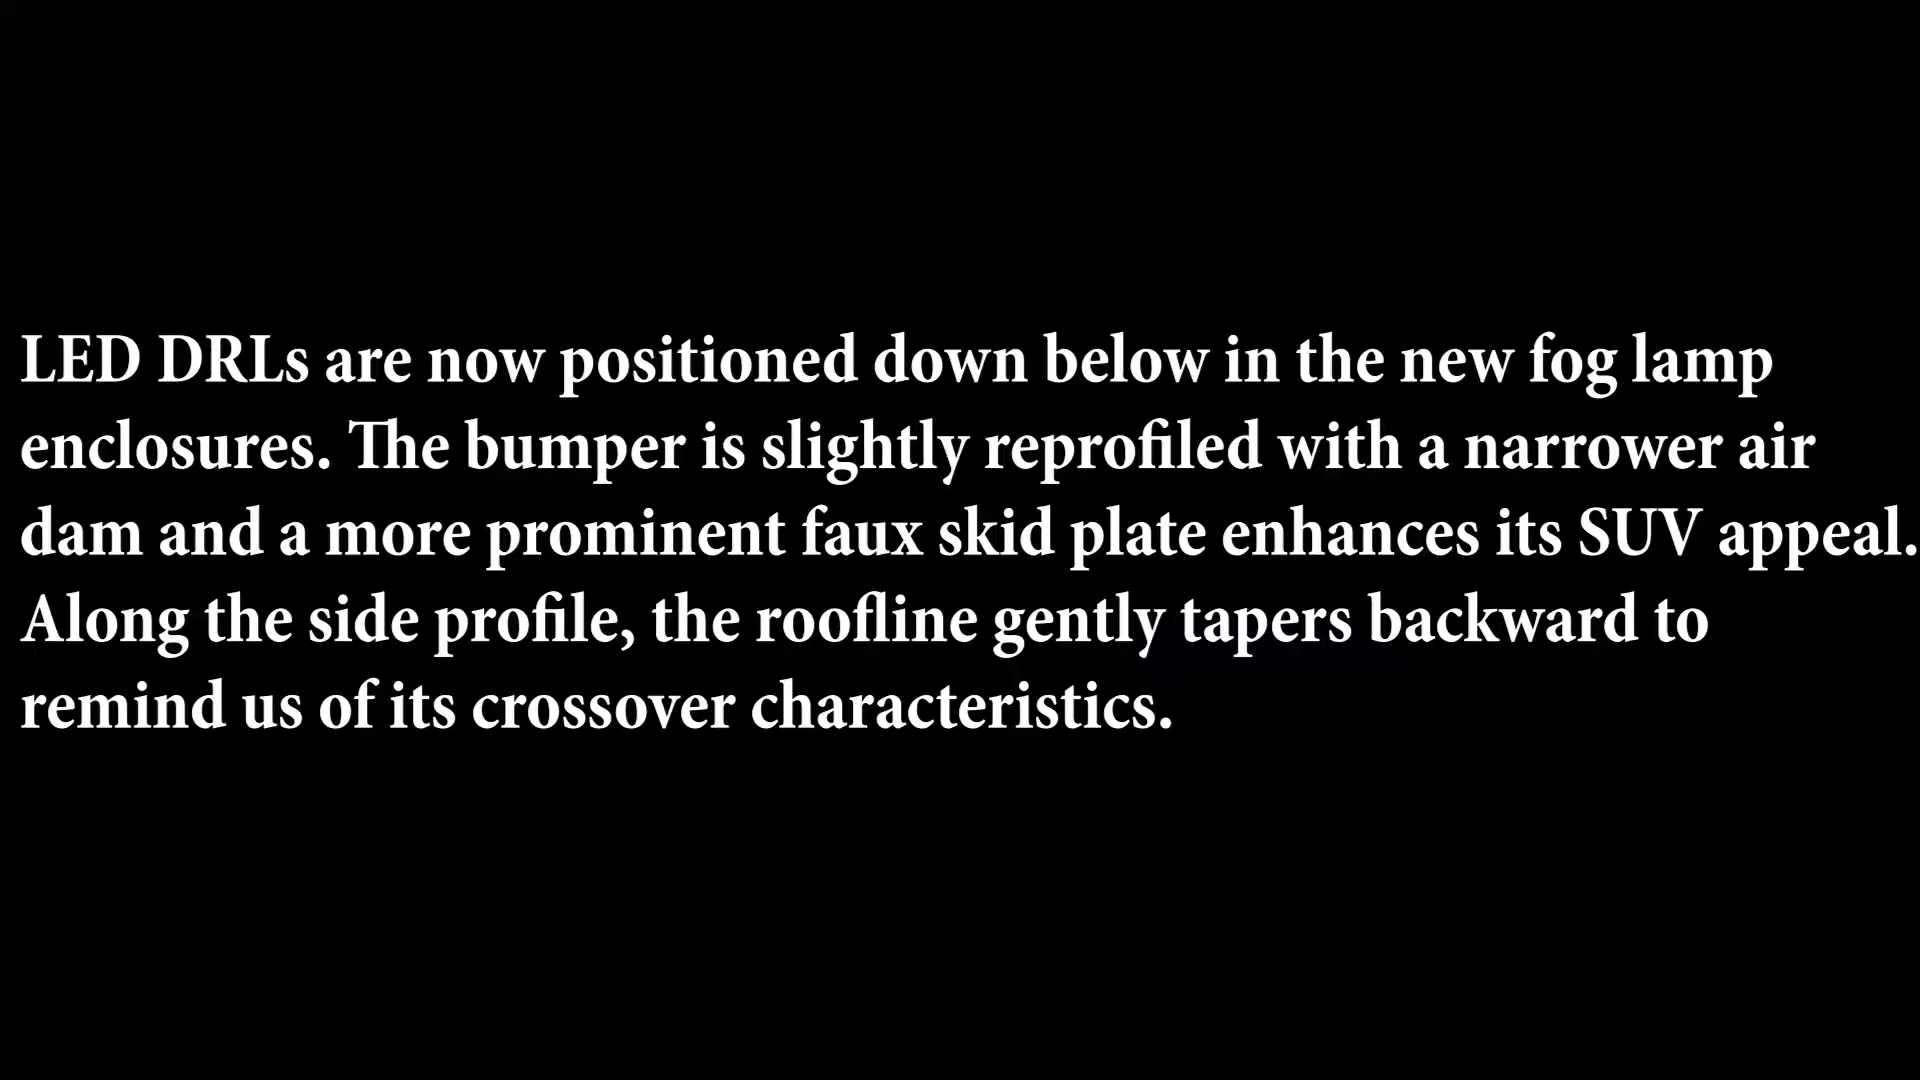 LED DRLs are now positioned down below in the new fog lamp
enclosures. The bumper is slightly reprofiled with a narrower air
dam and a more prominent faux skid plate enhances its SUV appeal.
Along the side profile, the roofline gently tapers backward to
remind us of its crossover characteristics.